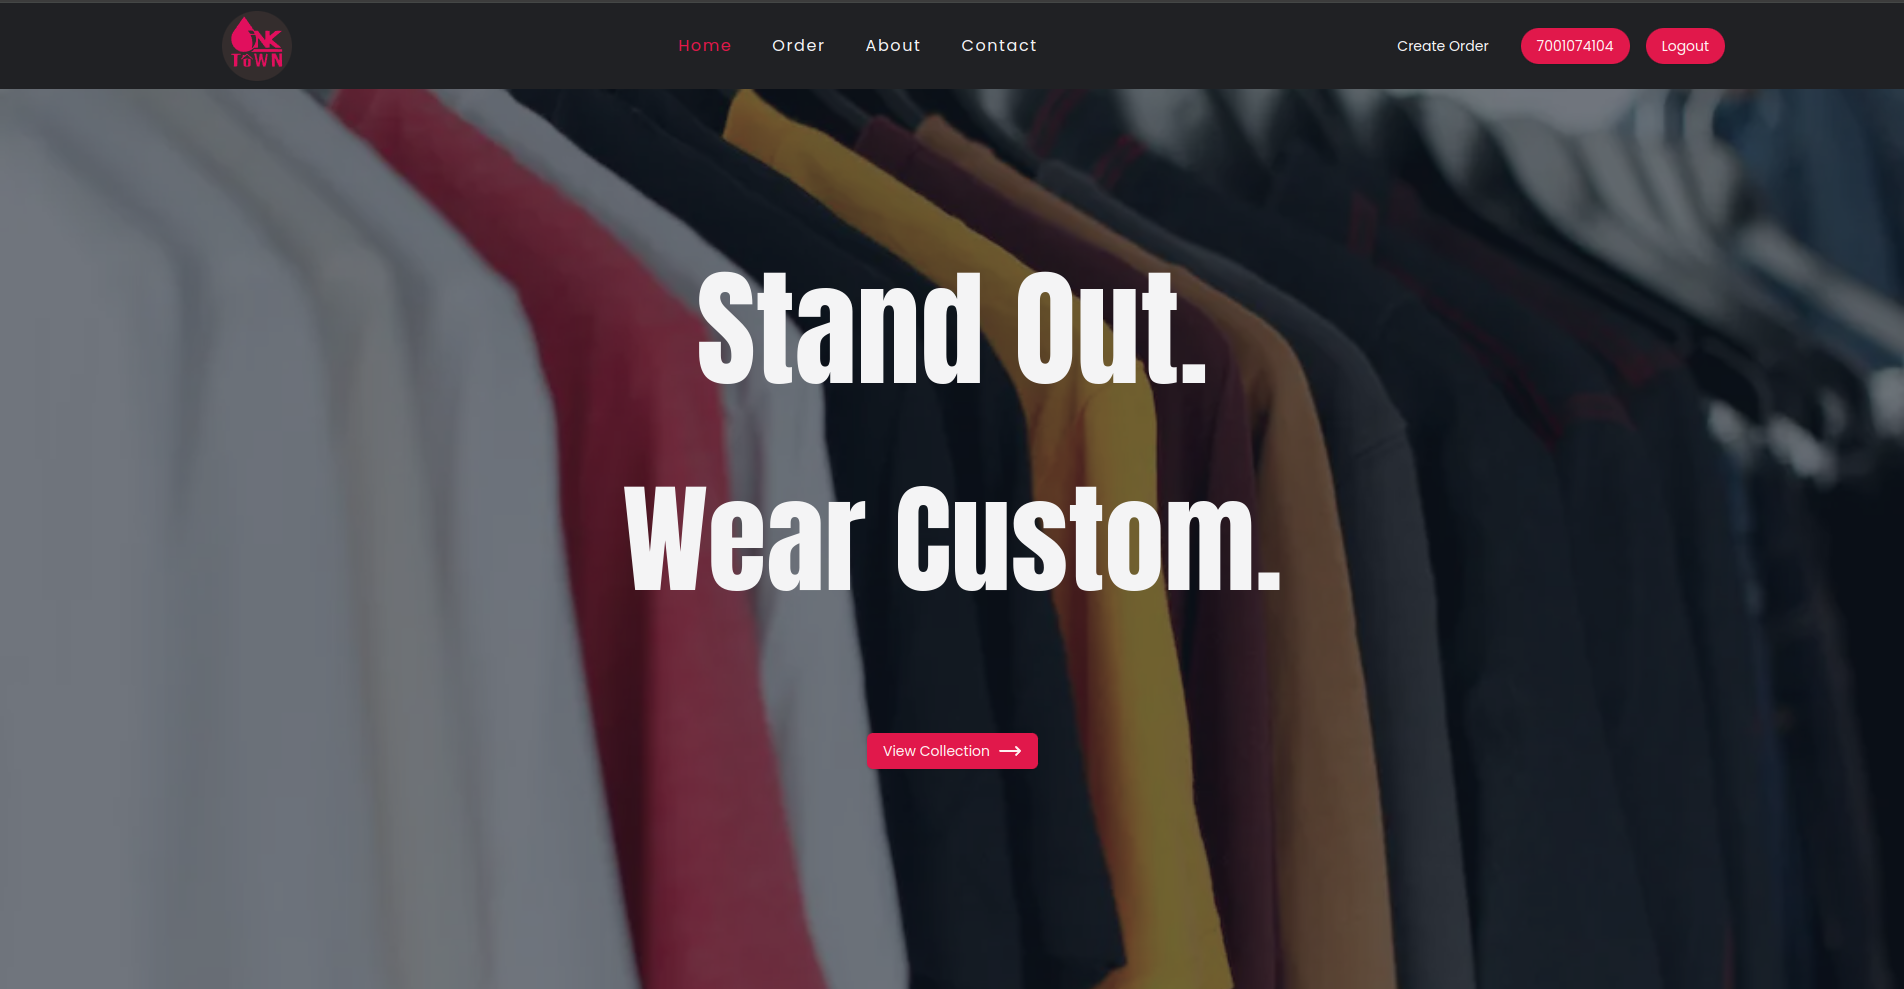 INK
TOWN
Home
Order
About
Contact
Create Order
7001074104
Logout
Stand Out.
Wear Custom.
View Collection